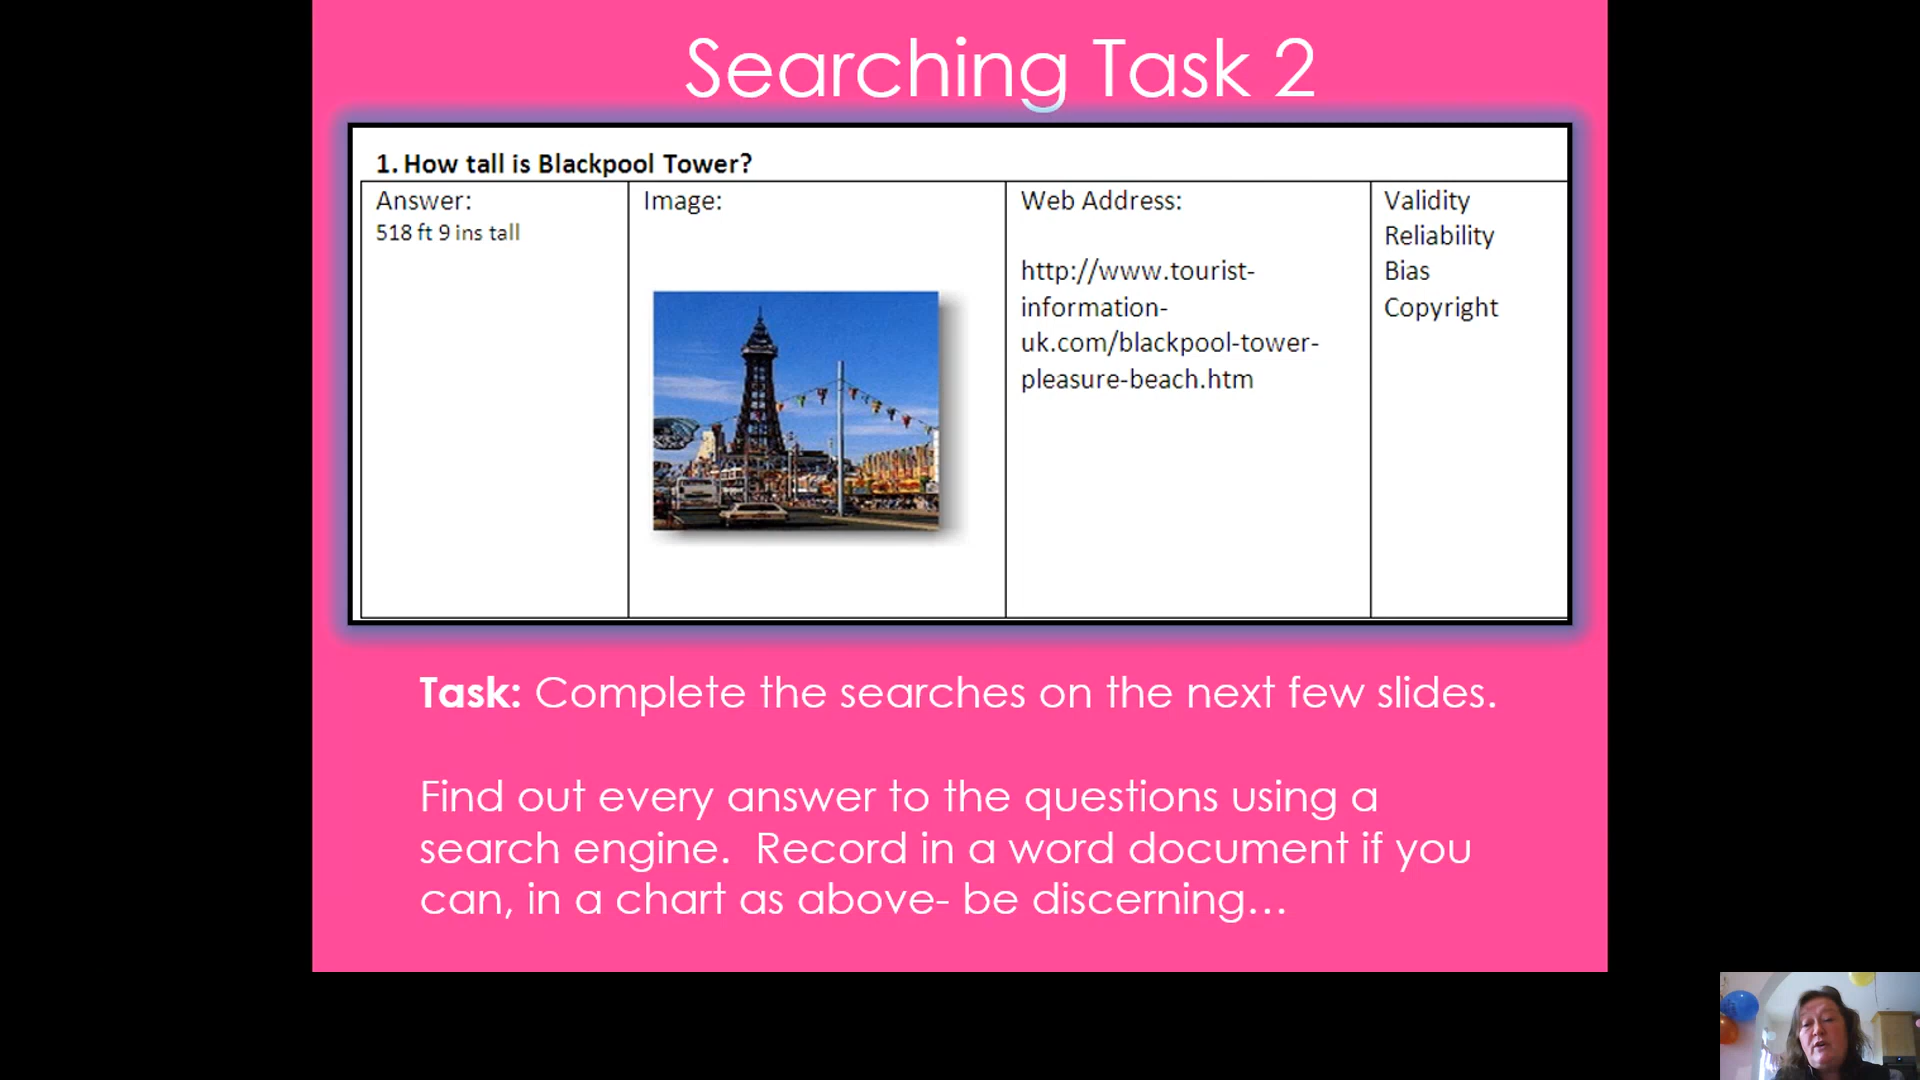 Searching Task 2
1. How tall is Blackpool Tower?
Answer:
518 ft 9 ins tall
Image:
Web Address:
http://www.tourist-
information-
uk.com/blackpool-tower-
pleasure-beach.htm
Validity
Reliability
Bias
Copyright
Task: Complete the searches on the next few slides.
Find out every answer to the questions using a
search engine.  Record in a word document if you
can, in a chart as above- be discerning...